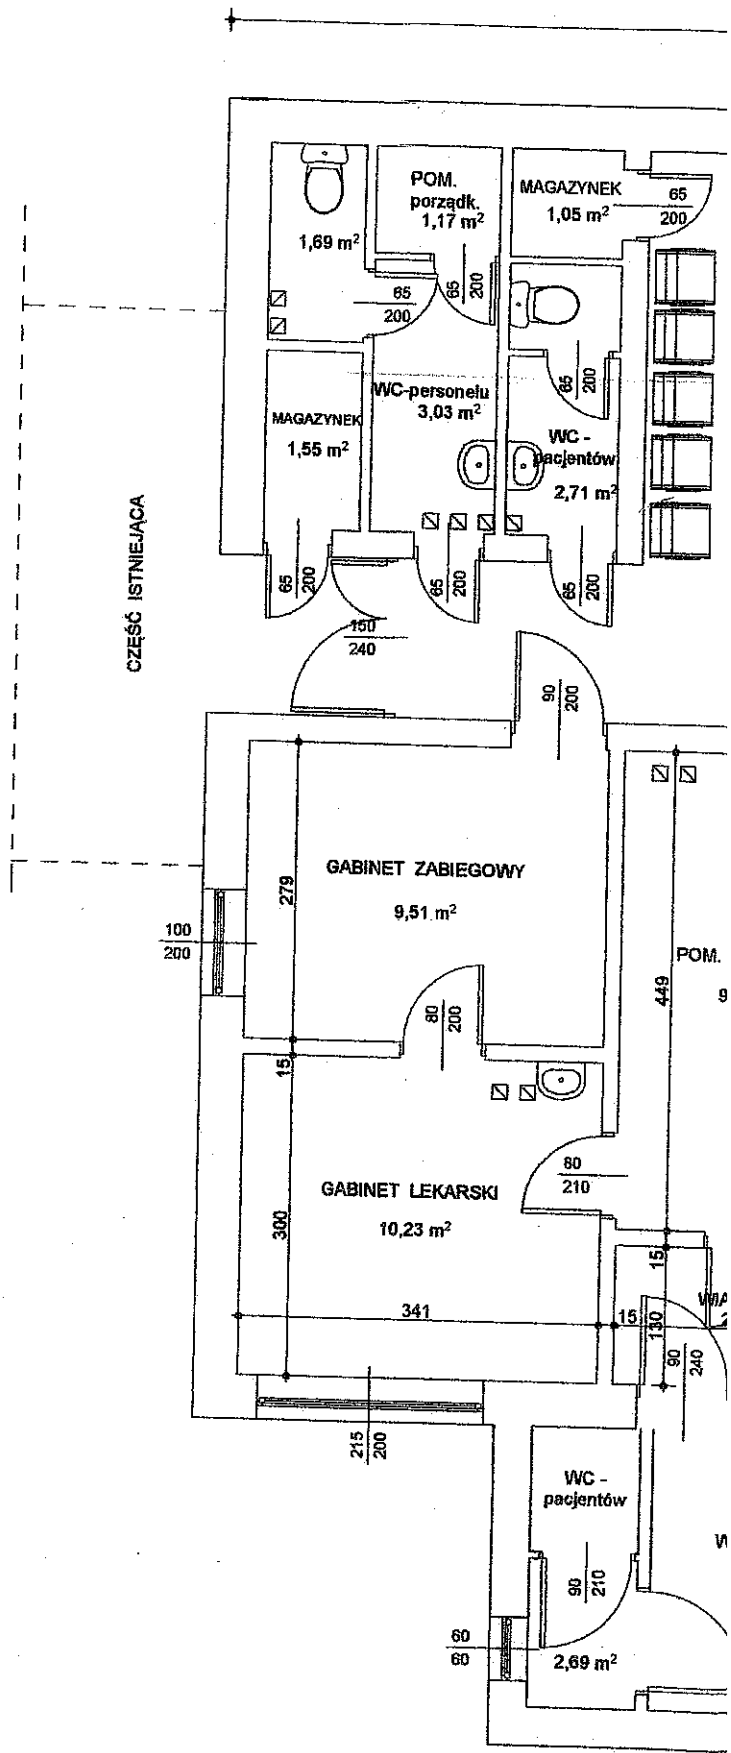 POM.
porządk.
1,17 m²
MAGAZYNEK
1,05 m²
65
200
1,69 m²
65
200
65
200
65
200
WC-personelu
3,03 m²
MAGAZYNEK
1,55 m²
WC -
pacjentów
2,71 m²
CZĘŚĆ ISTNIEJĄCA
65
200
65
200
65
200
150
240
90
200
GABINET ZABIEGOWY
9,51 m²
279
100
200
POM.
9
449
80
200
15
GABINET LEKARSKI
10,23 m²
80
210
300
15
341
15
130
90
240
215
200
WC -
pacjentów
W
90
210
60
60
2,69 m²